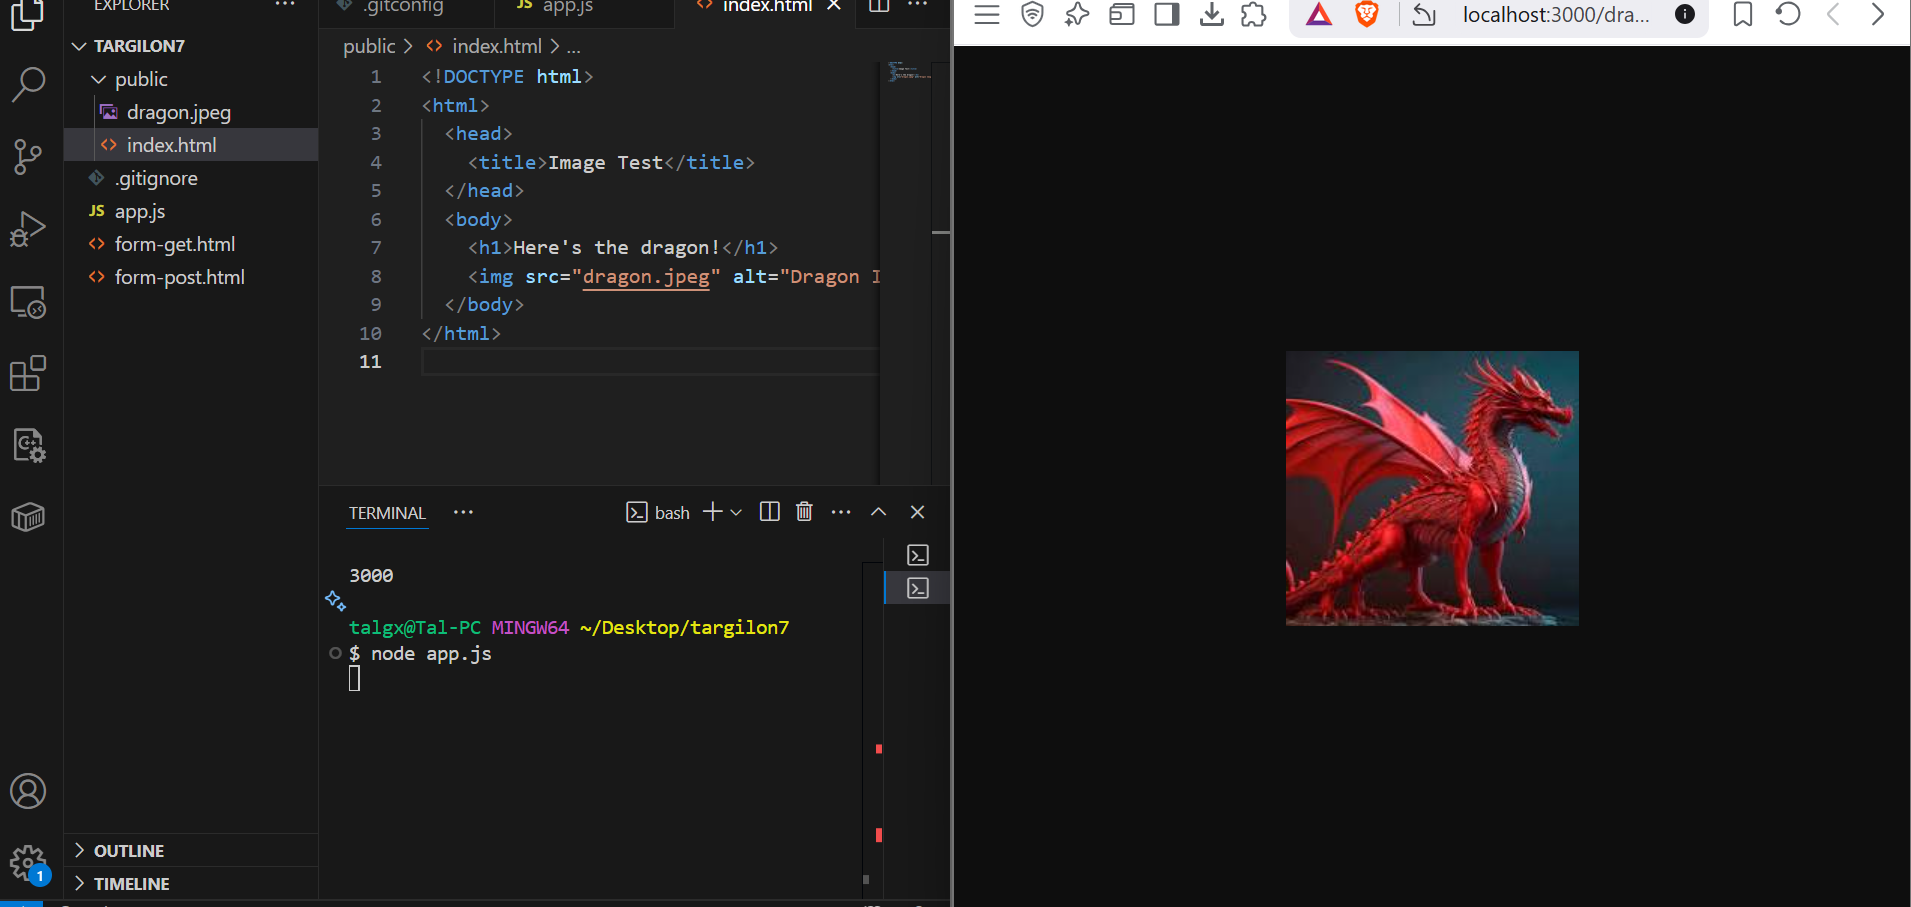 EXPLORER
TARGILON7
public
dragon.jpeg
index.html
.gitignore
JS app.js
form-get.html
form-post.html
OUTLINE
TIMELINE
1
.gitconfig
JS app.js
index.html
public > index.html > ...
1 <!DOCTYPE html>
2 <html>
3 <head>
4 <title>Image Test</title>
5 </head>
6 <body>
7 <h1>Here's the dragon!</h1>
8 <img src="dragon.jpeg" alt="Dragon I
9 </body>
10 </html>
11
TERMINAL
bash
3000
talgx@Tal-PC MINGW64 ~/Desktop/targilon7
$ node app.js
localhost:3000/dra...